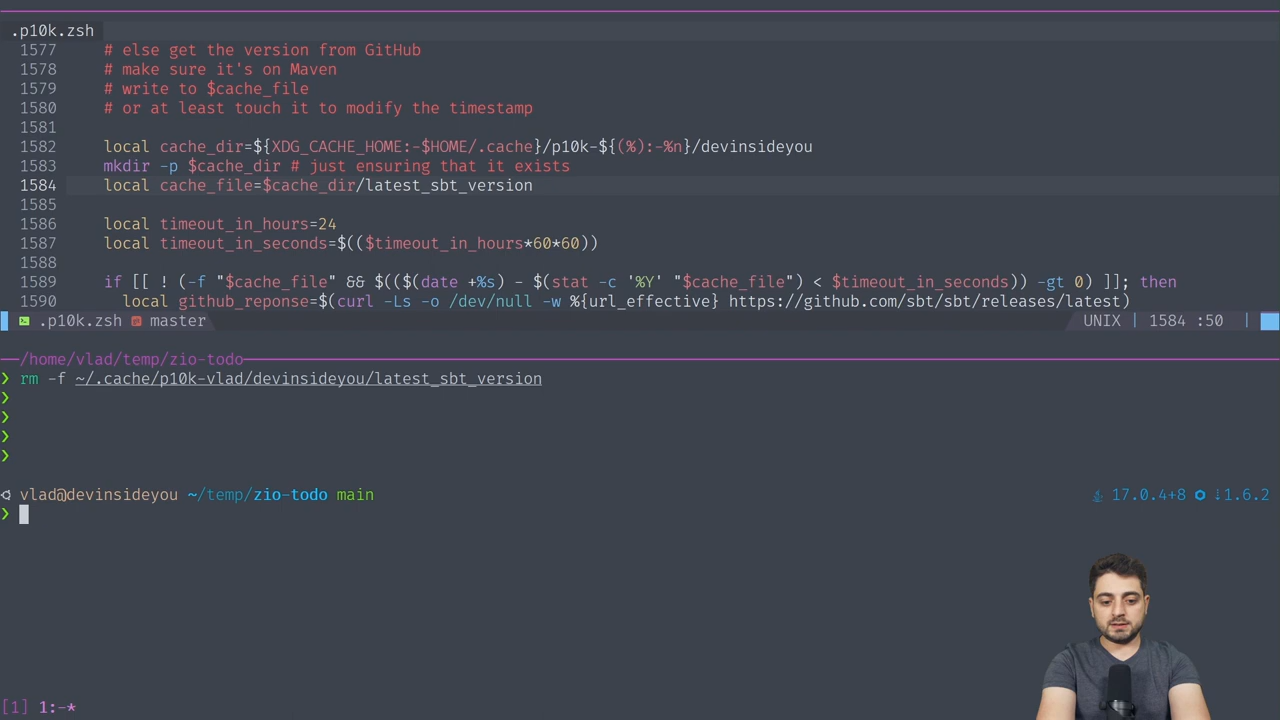 .p10k.zsh
1577 # else get the version from GitHub
1578 # make sure it's on Maven
1579 # write to $cache_file
1580 # or at least touch it to modify the timestamp
1581
1582 local cache_dir=${XDG_CACHE_HOME:-$HOME/.cache}/p10k-${(%):-%n}/devinsideyou
1583 mkdir -p $cache_dir # just ensuring that it exists
1584 local cache_file=$cache_dir/latest_sbt_version
1585
1586 local timeout_in_hours=24
1587 local timeout_in_seconds=$(($timeout_in_hours*60*60))
1588
1589 if [[ ! (-f "$cache_file" && $(($(date +%s) - $(stat -c '%Y' "$cache_file") < $timeout_in_seconds)) -gt 0) ]]; then
1590 local github_reponse=$(curl -Ls -o /dev/null -w %{url_effective} https://github.com/sbt/sbt/releases/latest)
.p10k.zsh master UNIX | 1584 :50 |
/home/vlad/temp/zio-todo
❯ rm -f ~/.cache/p10k-vlad/devinsideyou/latest_sbt_version
❯
❯
❯
❯
vlad@devinsideyou ~/temp/zio-todo main 17.0.4+8 ↓1.6.2
❯
[1] 1:-*